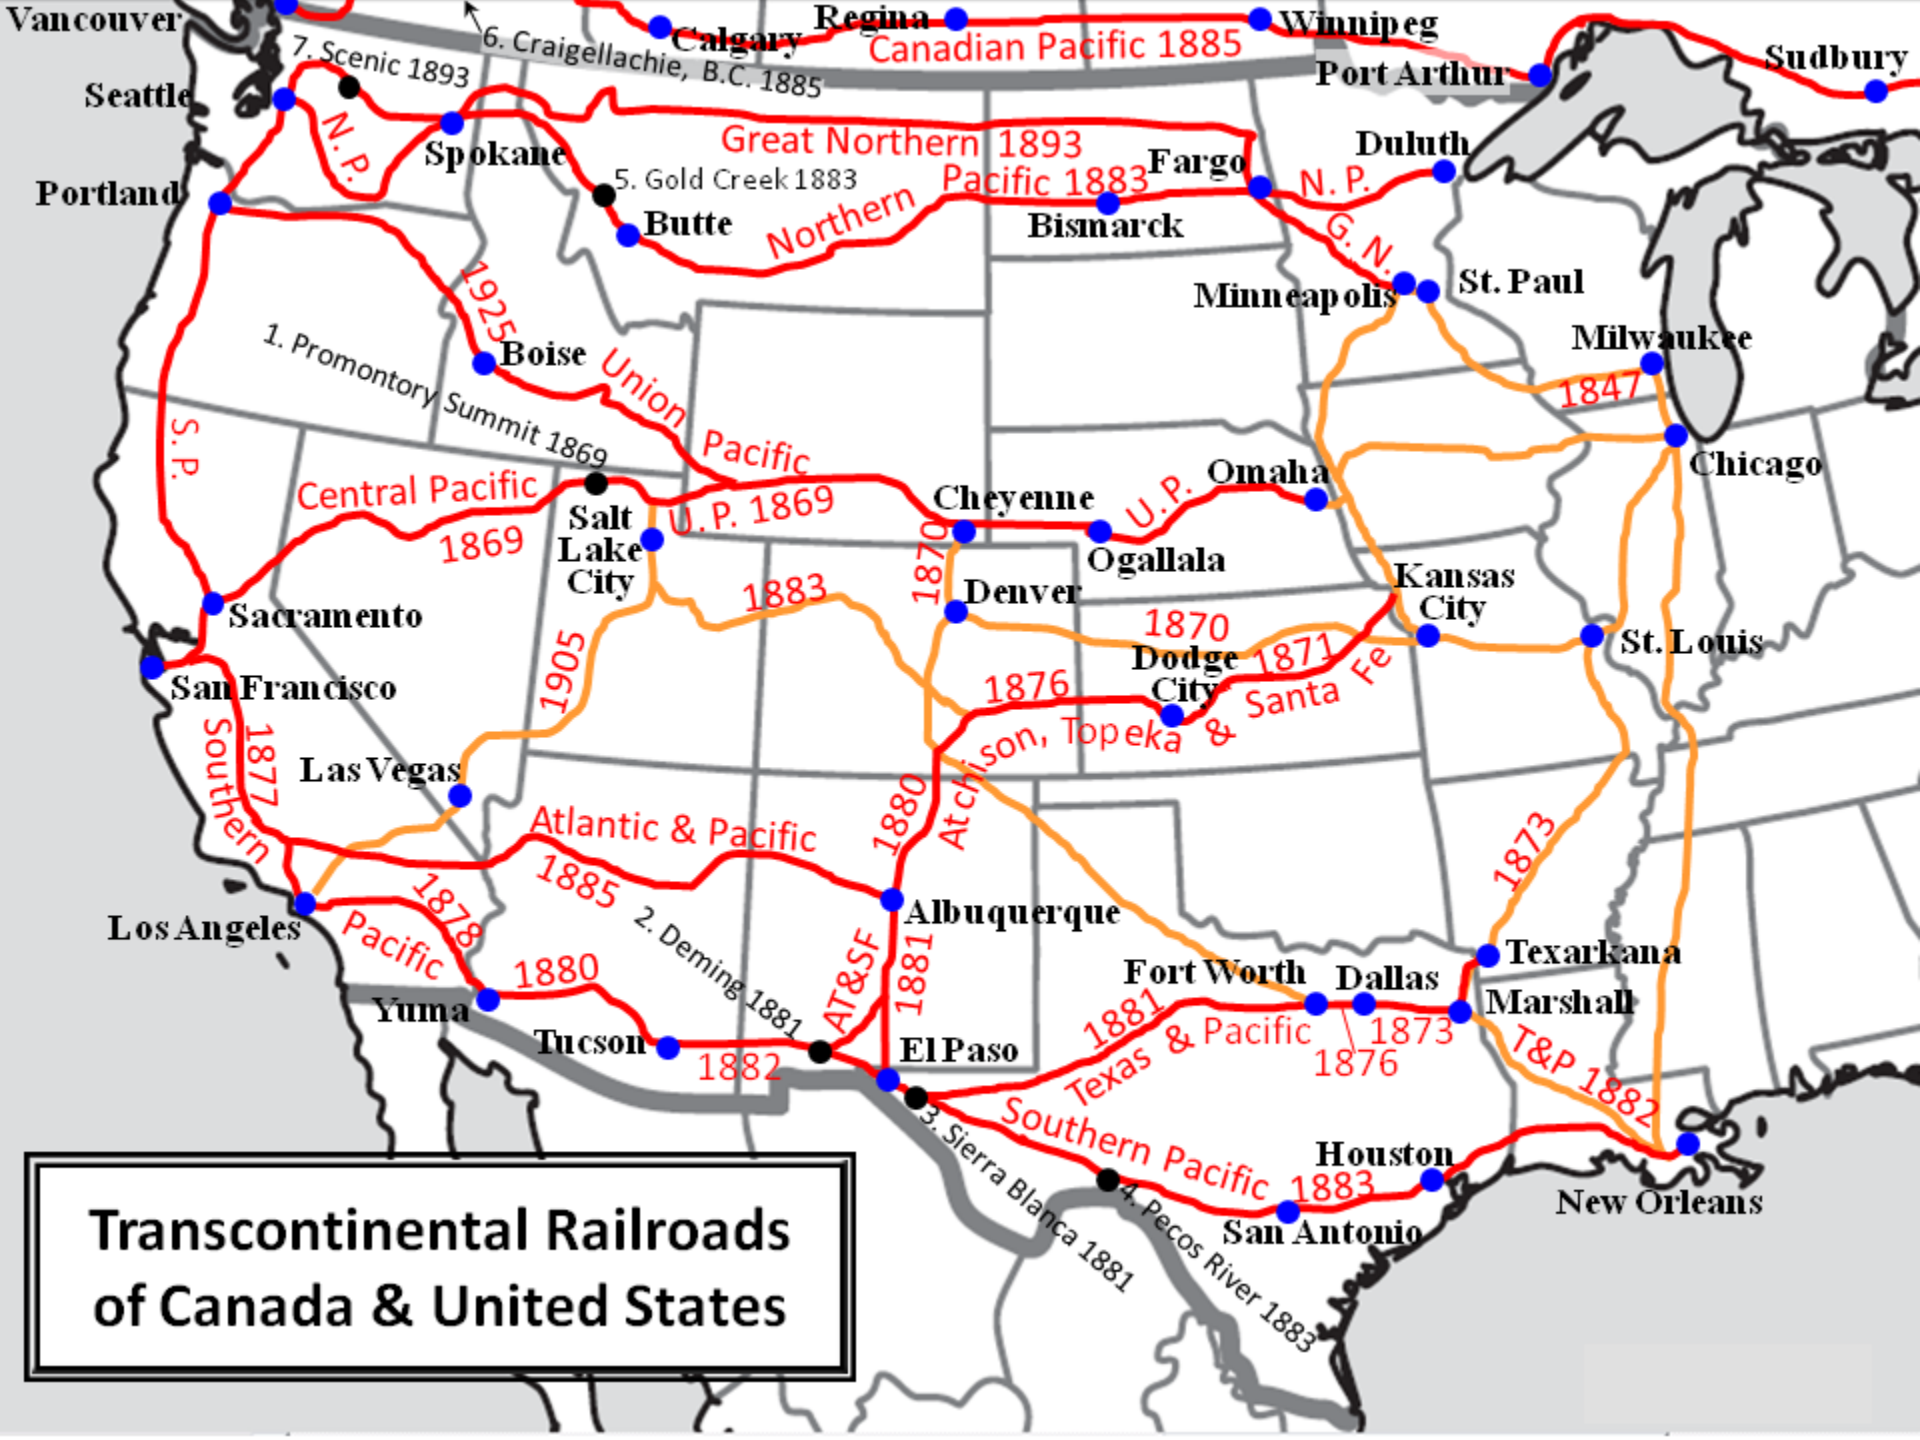 Vancouver
Calgary
Regina
Winnipeg
Canadian Pacific 1885
Port Arthur
Sudbury
6. Craigellachie, B.C. 1885
7. Scenic 1893
Seattle
N. P.
Spokane
Great Northern 1893
Duluth
Fargo
N. P.
Portland
5. Gold Creek 1883
Butte
Northern
Pacific 1883
Bismarck
G. N.
Minneapolis
St. Paul
Milwaukee
1847
1925
Boise
Union
Pacific
1. Promontory Summit 1869
S. P.
Chicago
Omaha
Central Pacific
1869
Salt
Lake
City
U. P. 1869
Cheyenne
U. P.
Ogallala
1870
Denver
Kansas
City
Sacramento
1883
1870
St. Louis
San Francisco
1905
Dodge
City
1871
1876
Atchison, Topeka & Santa Fe
Southern
1877
Las Vegas
1880
Atlantic & Pacific
1885
1873
Los Angeles
Pacific
1878
Albuquerque
2. Deming 1881
AT&SF
1881
Texarkana
Fort Worth
Dallas
Marshall
Yuma
1880
Tucson
1882
El Paso
1881
Texas & Pacific
1873
1876
T&P 1882
3. Sierra Blanca 1881
Southern Pacific
Houston
1883
San Antonio
New Orleans
4. Pecos River 1883
Transcontinental Railroads
of Canada & United States